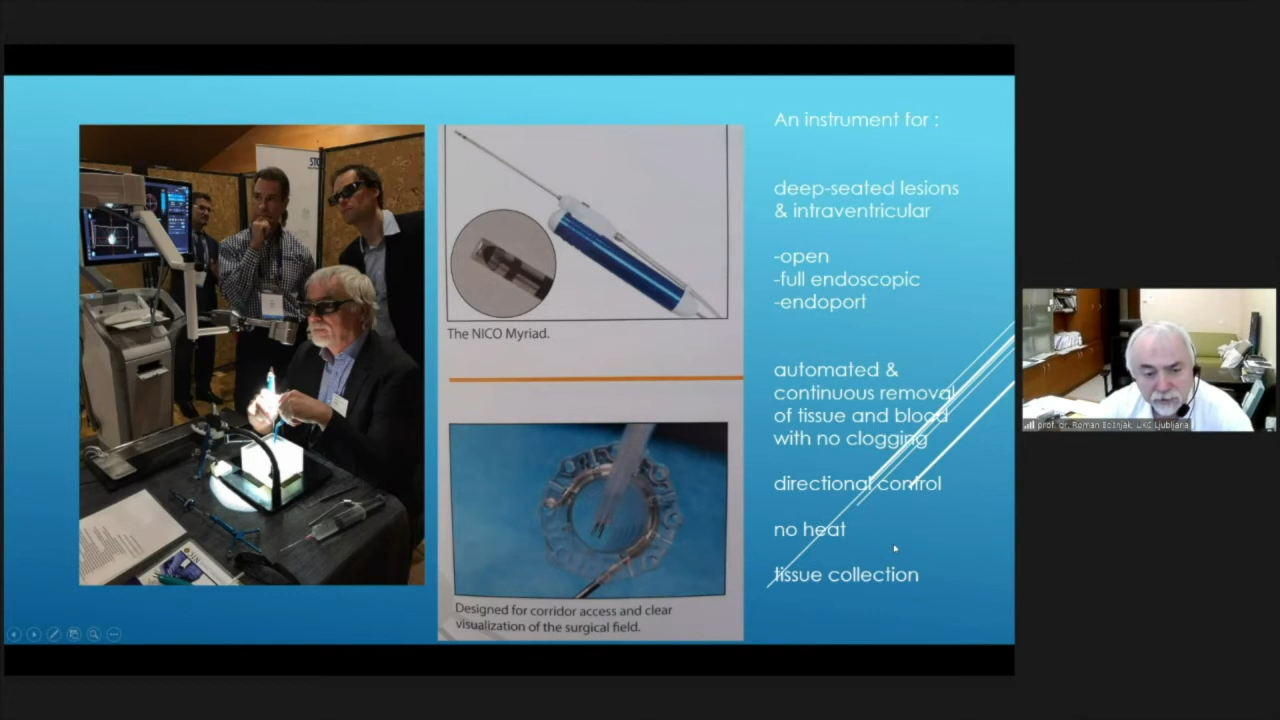 STO
The NICO Myriad.
Designed for corridor access and clear
visualization of the surgical field.
An instrument for :
deep-seated lesions
& intraventricular
-open
-full endoscopic
-endoport
automated &
continuous removal
of tissue and blood
with no clogging
directional control
no heat
tissue collection
prof. dr. Roman Bošnjak, UKC Ljubljana